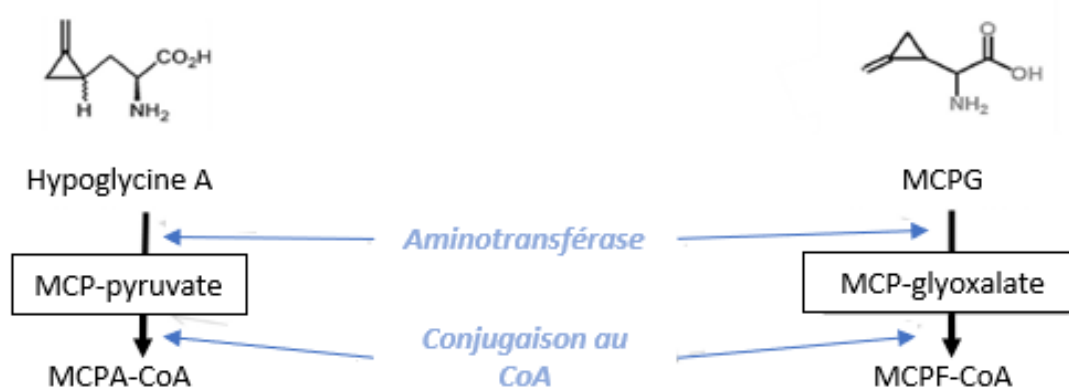 CO₂H
H
NH₂
O
OH
NH₂
Hypoglycine A
MCPG
Aminotransférase
MCP-pyruvate
MCP-glyoxalate
Conjugaison au
CoA
MCPA-CoA
MCPF-CoA